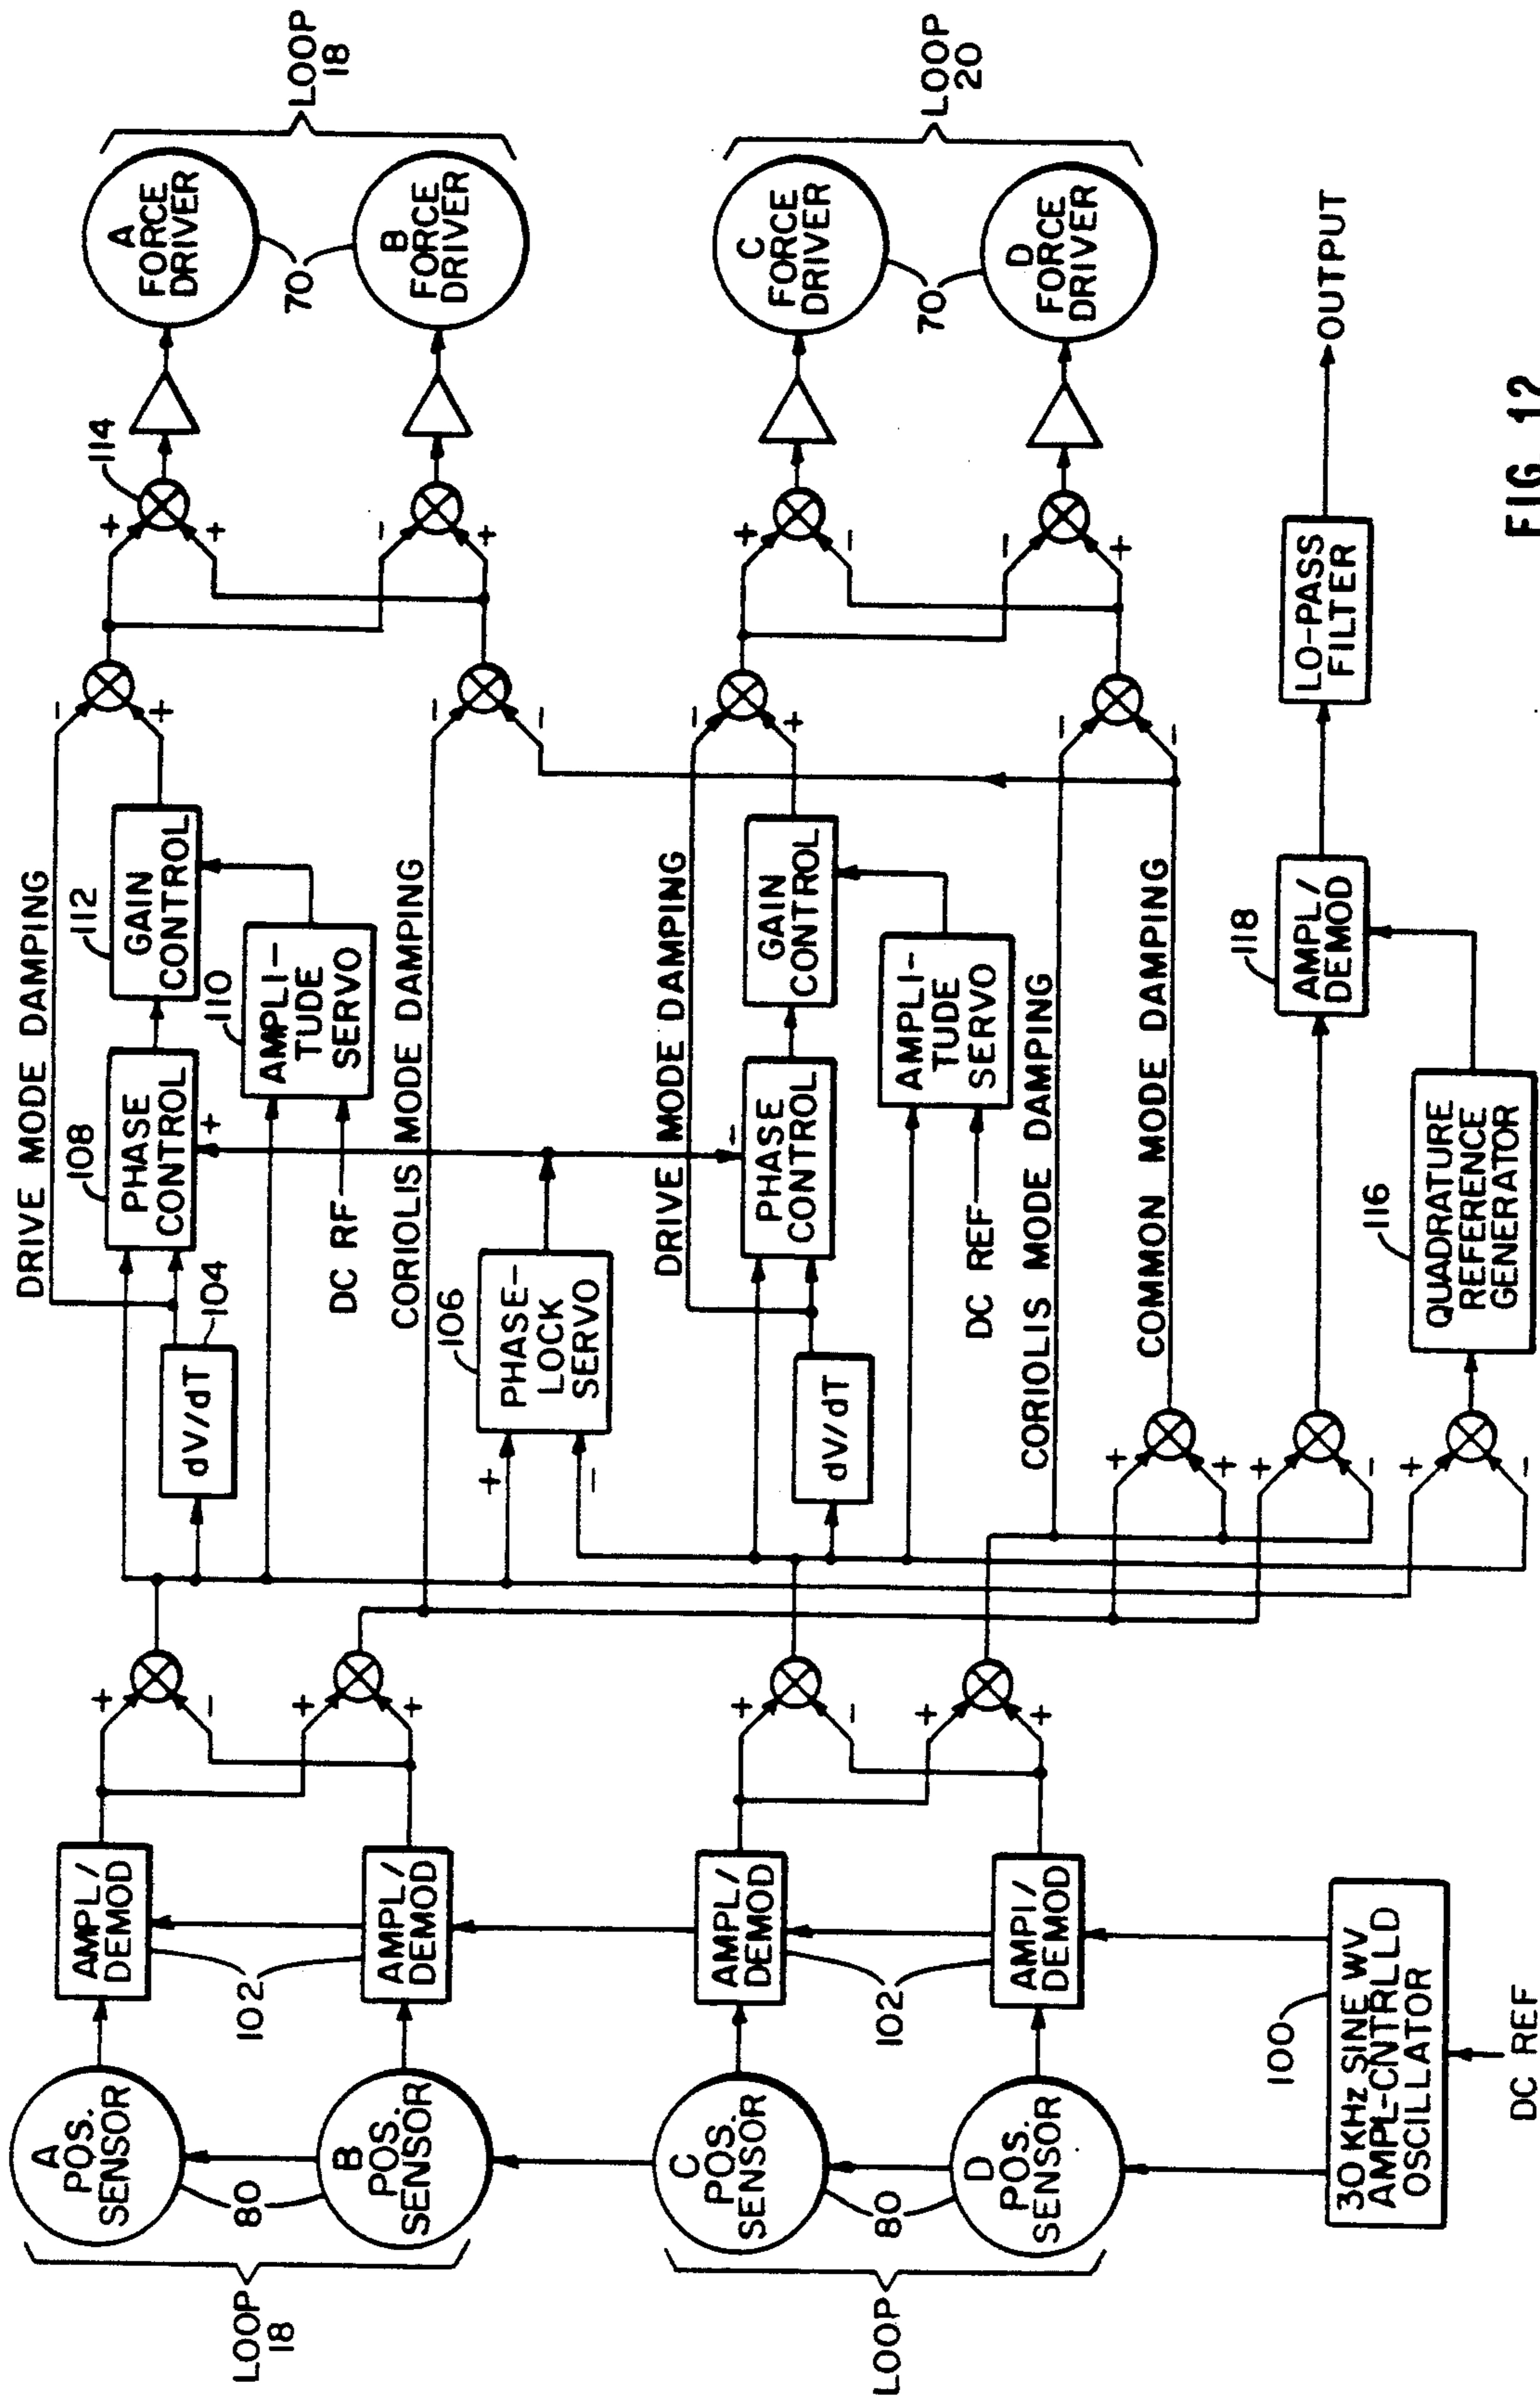 A
POS.
SENSOR
B
POS.
SENSOR
80
LOOP
18
C
POS.
SENSOR
D
POS.
SENSOR
80
LOOP
AMPL/
DEMOD
AMPL/
DEMOD
102
AMPL/
DEMOD
AMPI/
DEMOD
102
100
30 KHz SINE WV
AMPL-CNTRLLD
OSCILLATOR
DC REF
+
-
+
+
+
-
+
+
DRIVE MODE DAMPING
dV/dT
104
108
PHASE
CONTROL
+
112
GAIN
CONTROL
110
AMPLI-
TUDE
SERVO
DC RF
CORIOLIS MODE DAMPING
106
PHASE-
LOCK
SERVO
+
-
DRIVE MODE DAMPING
dV/dT
PHASE
CONTROL
-
GAIN
CONTROL
AMPLI-
TUDE
SERVO
DC REF
CORIOLIS MODE DAMPING
COMMON MODE DAMPING
+
+
+
-
+
-
116
QUADRATURE
REFERENCE
GENERATOR
118
AMPL/
DEMOD
LO-PASS
FILTER
OUTPUT
-
+
-
-
-
+
-
-
114
+
+
-
+
+
-
-
+
A
FORCE
DRIVER
B
FORCE
DRIVER
70
LOOP
18
C
FORCE
DRIVER
D
FORCE
DRIVER
70
LOOP
20
FIG. 12